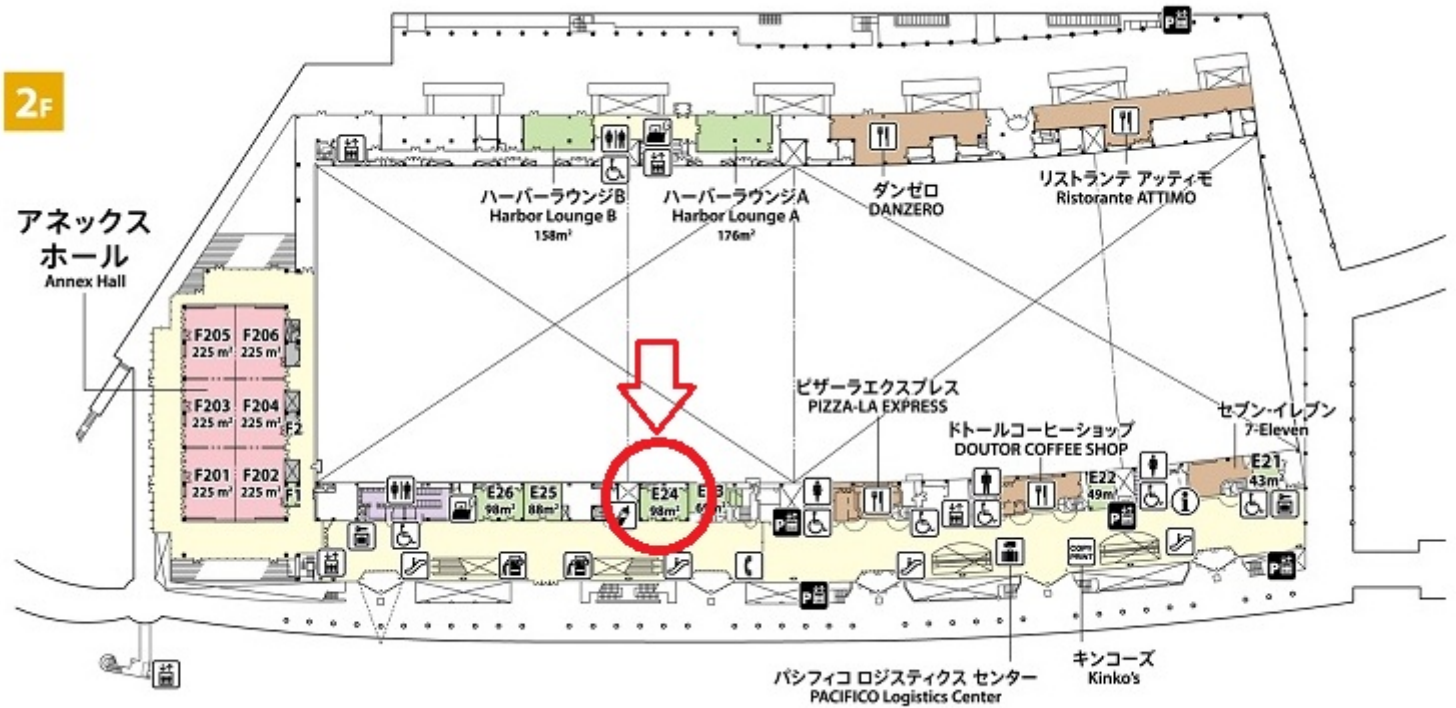 2F
アネックス
ホール
Annex Hall
ハーバーラウンジB
Harbor Lounge B
158m²
ハーバーラウンジA
Harbor Lounge A
176m²
ダンゼロ
DANZERO
リストランテ アッティモ
Ristorante ATTIMO
F205
225 m²
F206
225 m²
F203
225 m²
F204
225 m²
F2
F201
225 m²
F202
225 m²
F1
ピザーラエクスプレス
PIZZA-LA EXPRESS
ドトールコーヒーショップ
DOUTOR COFFEE SHOP
セブン-イレブン
7-Eleven
E26
98m²
E25
88m²
E24
98m²
E22
49m²
E21
43m²
P
P
P
P
P
i
COPY
PRINT
パシフィコ ロジスティクス センター
PACIFICO Logistics Center
キンコーズ
Kinko's